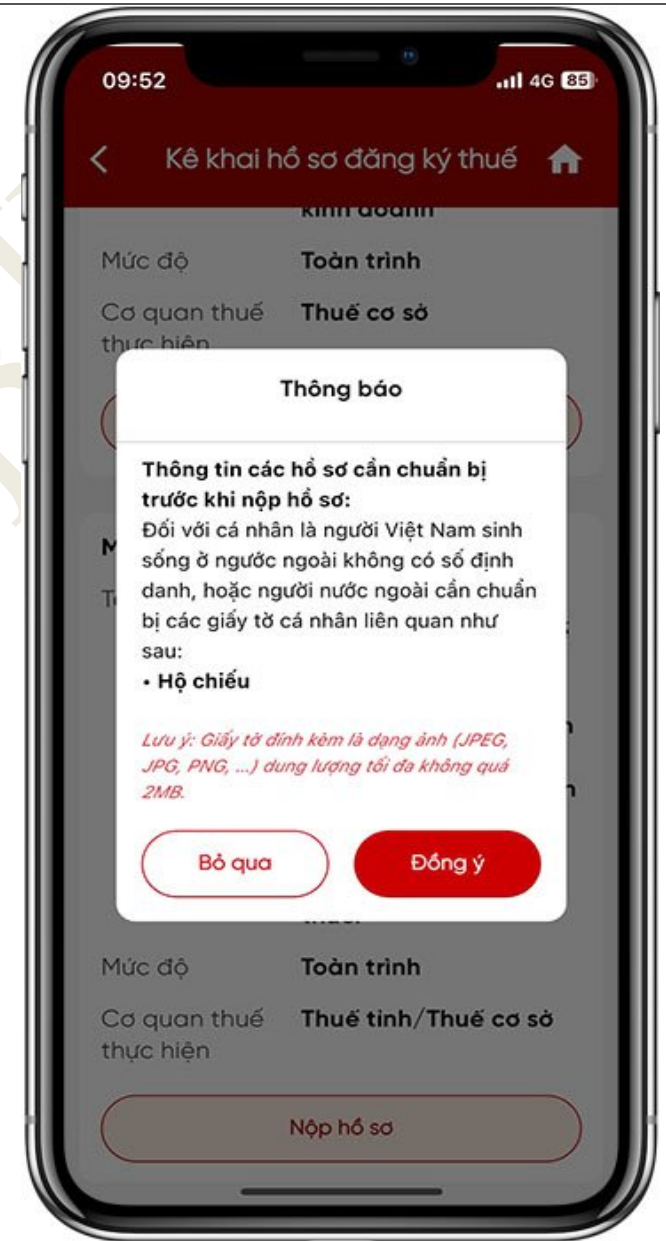 09:52
4G 85
Kê khai hồ sơ đăng ký thuế
kinh doanh
Mức độ Toàn trình
Cơ quan thuế Thuế cơ sở
thực hiện
Thông báo
Thông tin các hồ sơ cần chuẩn bị
trước khi nộp hồ sơ:
Đối với cá nhân là người Việt Nam sinh
sống ở ngước ngoài không có số định
danh, hoặc người nước ngoài cần chuẩn
bị các giấy tờ cá nhân liên quan như
sau:
• Hộ chiếu
Lưu ý: Giấy tờ đính kèm là dạng ảnh (JPEG,
JPG, PNG, ...) dung lượng tối đa không quá
2MB.
Bỏ qua Đồng ý
Mức độ Toàn trình
Cơ quan thuế Thuế tỉnh/Thuế cơ sở
thực hiện
Nộp hồ sơ